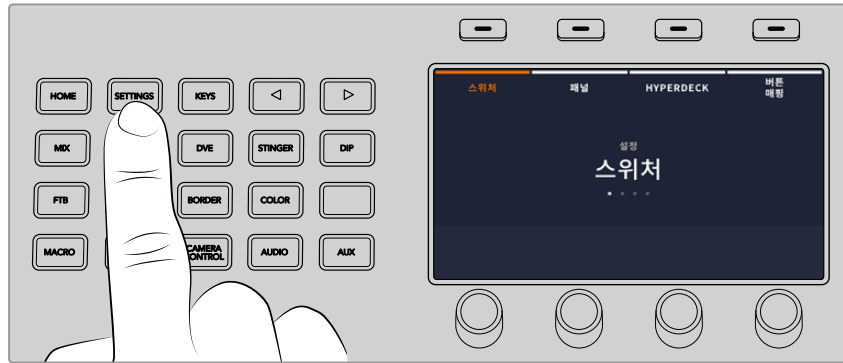 HOME SETTINGS KEYS
MIX DVE STINGER DIP
FTB BORDER COLOR
MACRO CAMERA CONTROL AUDIO AUX
스위처 패널 HYPERDECK 버튼
매핑
설정
스위처